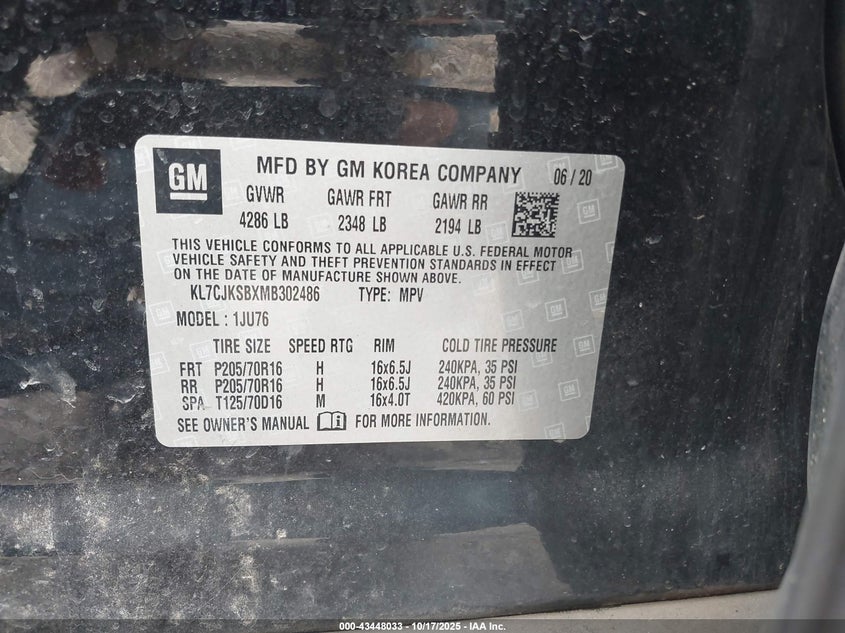 GM MFD BY GM KOREA COMPANY 06 / 20
GVWR GAWR FRT GAWR RR
4286 LB 2348 LB 2194 LB
THIS VEHICLE CONFORMS TO ALL APPLICABLE U.S. FEDERAL MOTOR
VEHICLE SAFETY AND THEFT PREVENTION STANDARDS IN EFFECT
ON THE DATE OF MANUFACTURE SHOWN ABOVE.
KL7CJKSBXMB302486 TYPE: MPV
MODEL : 1JU76
TIRE SIZE SPEED RTG RIM COLD TIRE PRESSURE
FRT P205/70R16 H 16x6.5J 240KPA, 35 PSI
RR P205/70R16 H 16x6.5J 240KPA, 35 PSI
SPA T125/70D16 M 16x4.0T 420KPA, 60 PSI
SEE OWNER'S MANUAL FOR MORE INFORMATION.
000-43448033 - 10/17/2025 - IAA Inc.